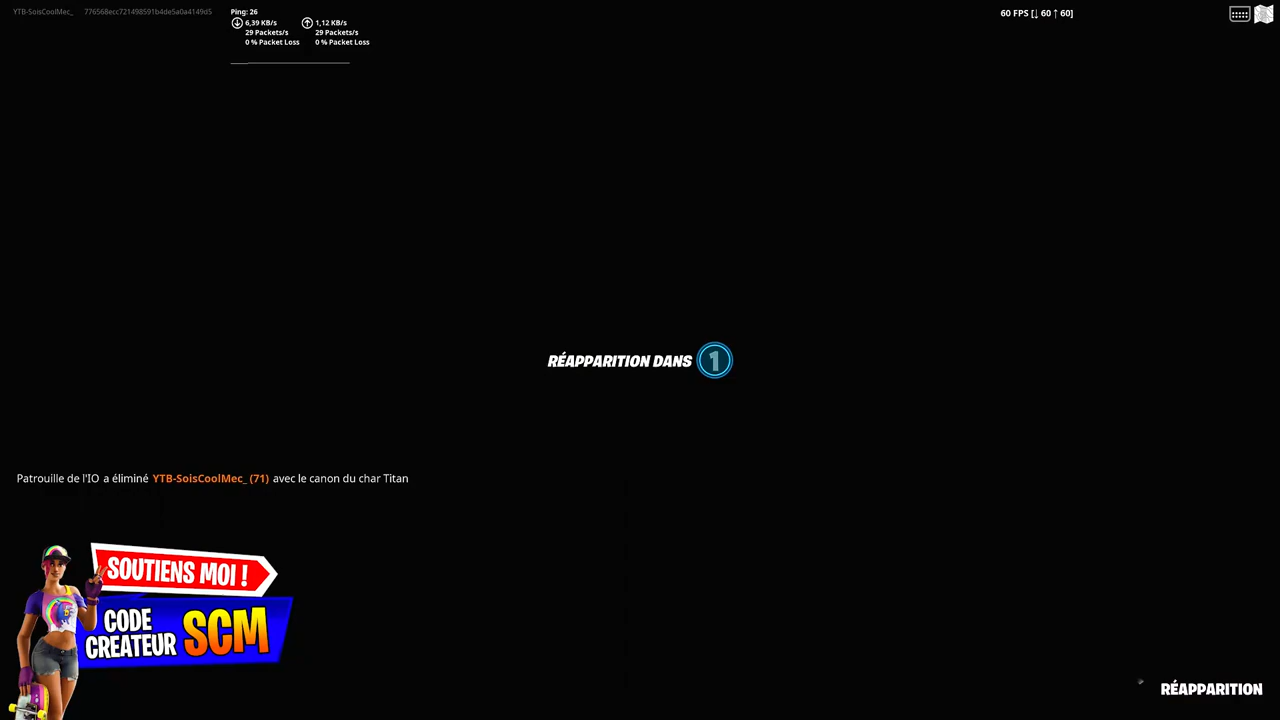 YTB-SoisCoolMec_ 776568ecc721498591b4de5a0a4149d5
Ping: 26
6,39 KB/s 1,12 KB/s
29 Packets/s 29 Packets/s
0 % Packet Loss 0 % Packet Loss
60 FPS [↓ 60 ↑ 60]
RÉAPPARITION DANS 1
Patrouille de l'IO a éliminé YTB-SoisCoolMec_ (71) avec le canon du char Titan
SOUTIENS MOI !
CODE
CREATEUR SCM
RÉAPPARITION